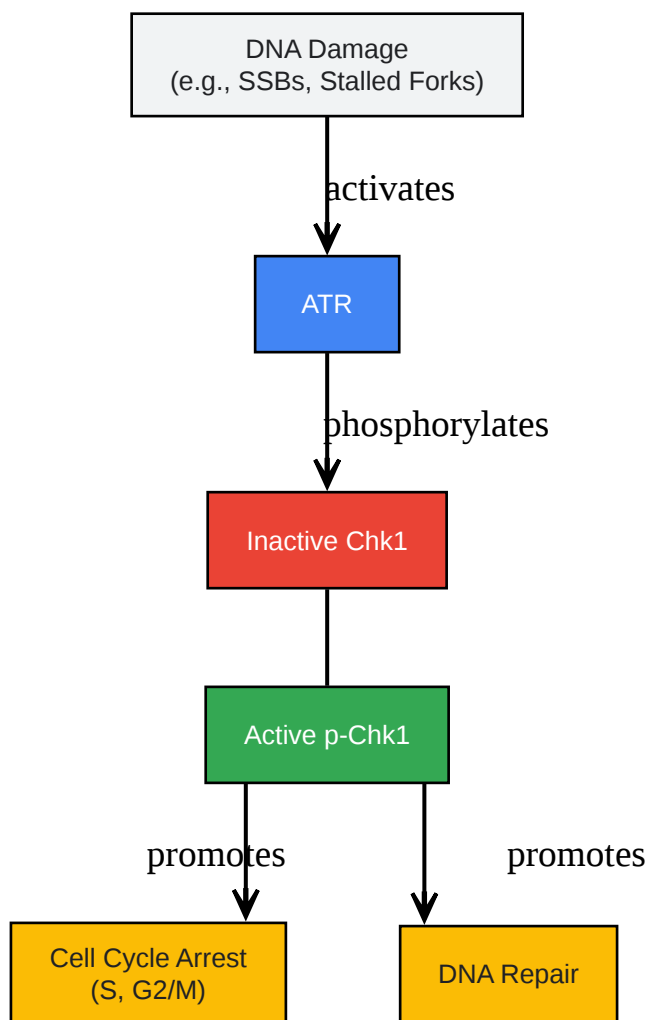 DNA Damage
(e.g., SSBs, Stalled Forks)
activates
ATR
phosphorylates
Inactive Chk1
Active p-Chk1
promotes
promotes
Cell Cycle Arrest
(S, G2/M)
DNA Repair